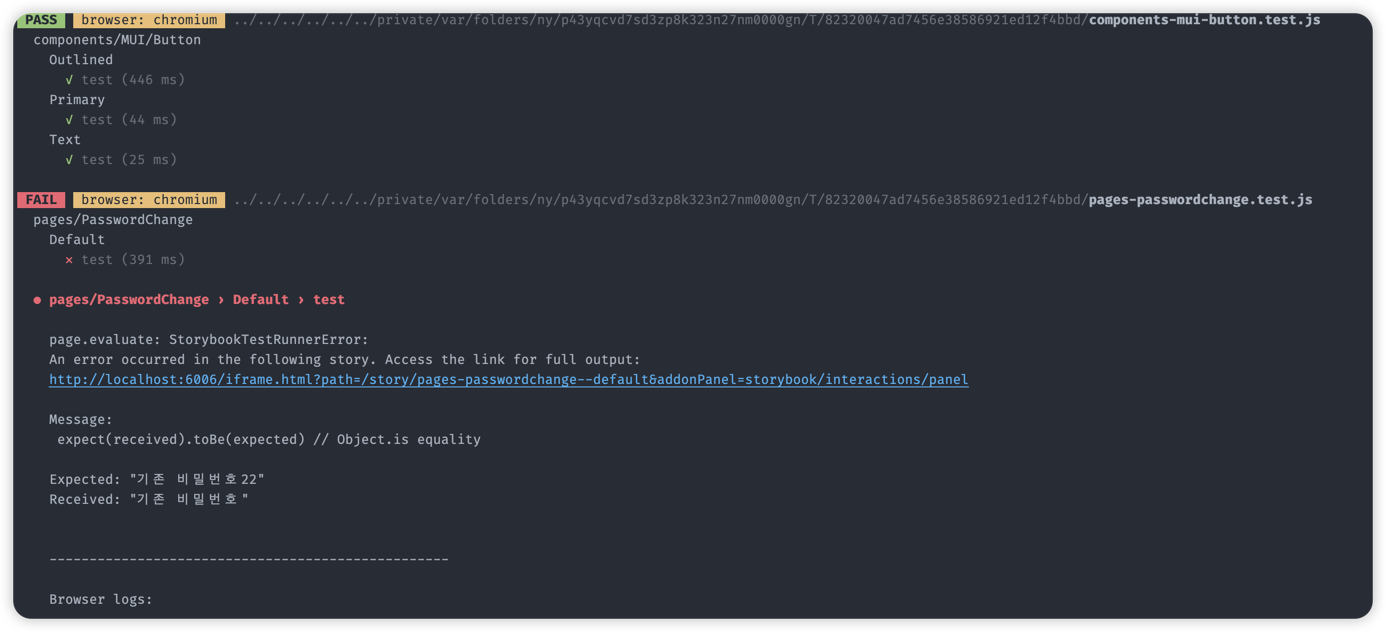 PASS browser: chromium ../../../../../../private/var/folders/ny/p43yqcvd7sd3zp8k323n27nm0000gn/T/82320047ad7456e38586921ed12f4bbd/components-mui-button.test.js
components/MUI/Button
Outlined
√ test (446 ms)
Primary
√ test (44 ms)
Text
√ test (25 ms)
FAIL browser: chromium ../../../../../../private/var/folders/ny/p43yqcvd7sd3zp8k323n27nm0000gn/T/82320047ad7456e38586921ed12f4bbd/pages-passwordchange.test.js
pages/PasswordChange
Default
× test (391 ms)
● pages/PasswordChange › Default › test
page.evaluate: StorybookTestRunnerError:
An error occurred in the following story. Access the link for full output:
http://localhost:6006/iframe.html?path=/story/pages-passwordchange--default&addonPanel=storybook/interactions/panel
Message:
expect(received).toBe(expected) // Object.is equality
Expected: "기존 비밀번호22"
Received: "기존 비밀번호"
--------------------------------------------------
Browser logs: